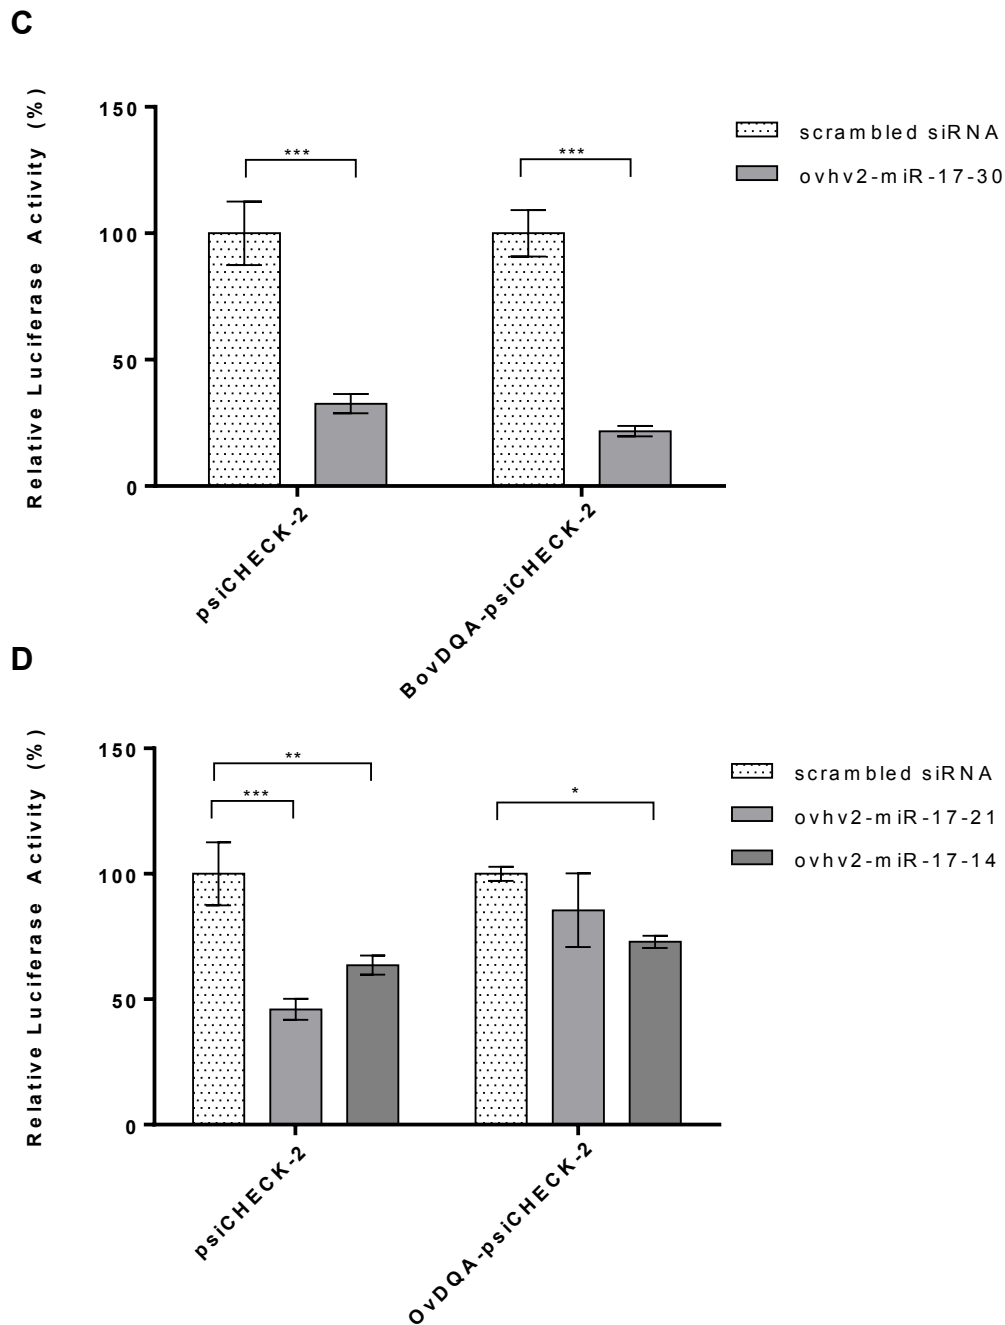 C
Relative Luciferase Activity (%)
150
100
50
0
***
***
scrambled siRNA
ovhv2-miR-17-30
psiCHECK-2
BovDQA-psiCHECK-2
D
Relative Luciferase Activity (%)
150
100
50
0
**
***
*
scrambled siRNA
ovhv2-miR-17-21
ovhv2-miR-17-14
psiCHECK-2
OvDQA-psiCHECK-2